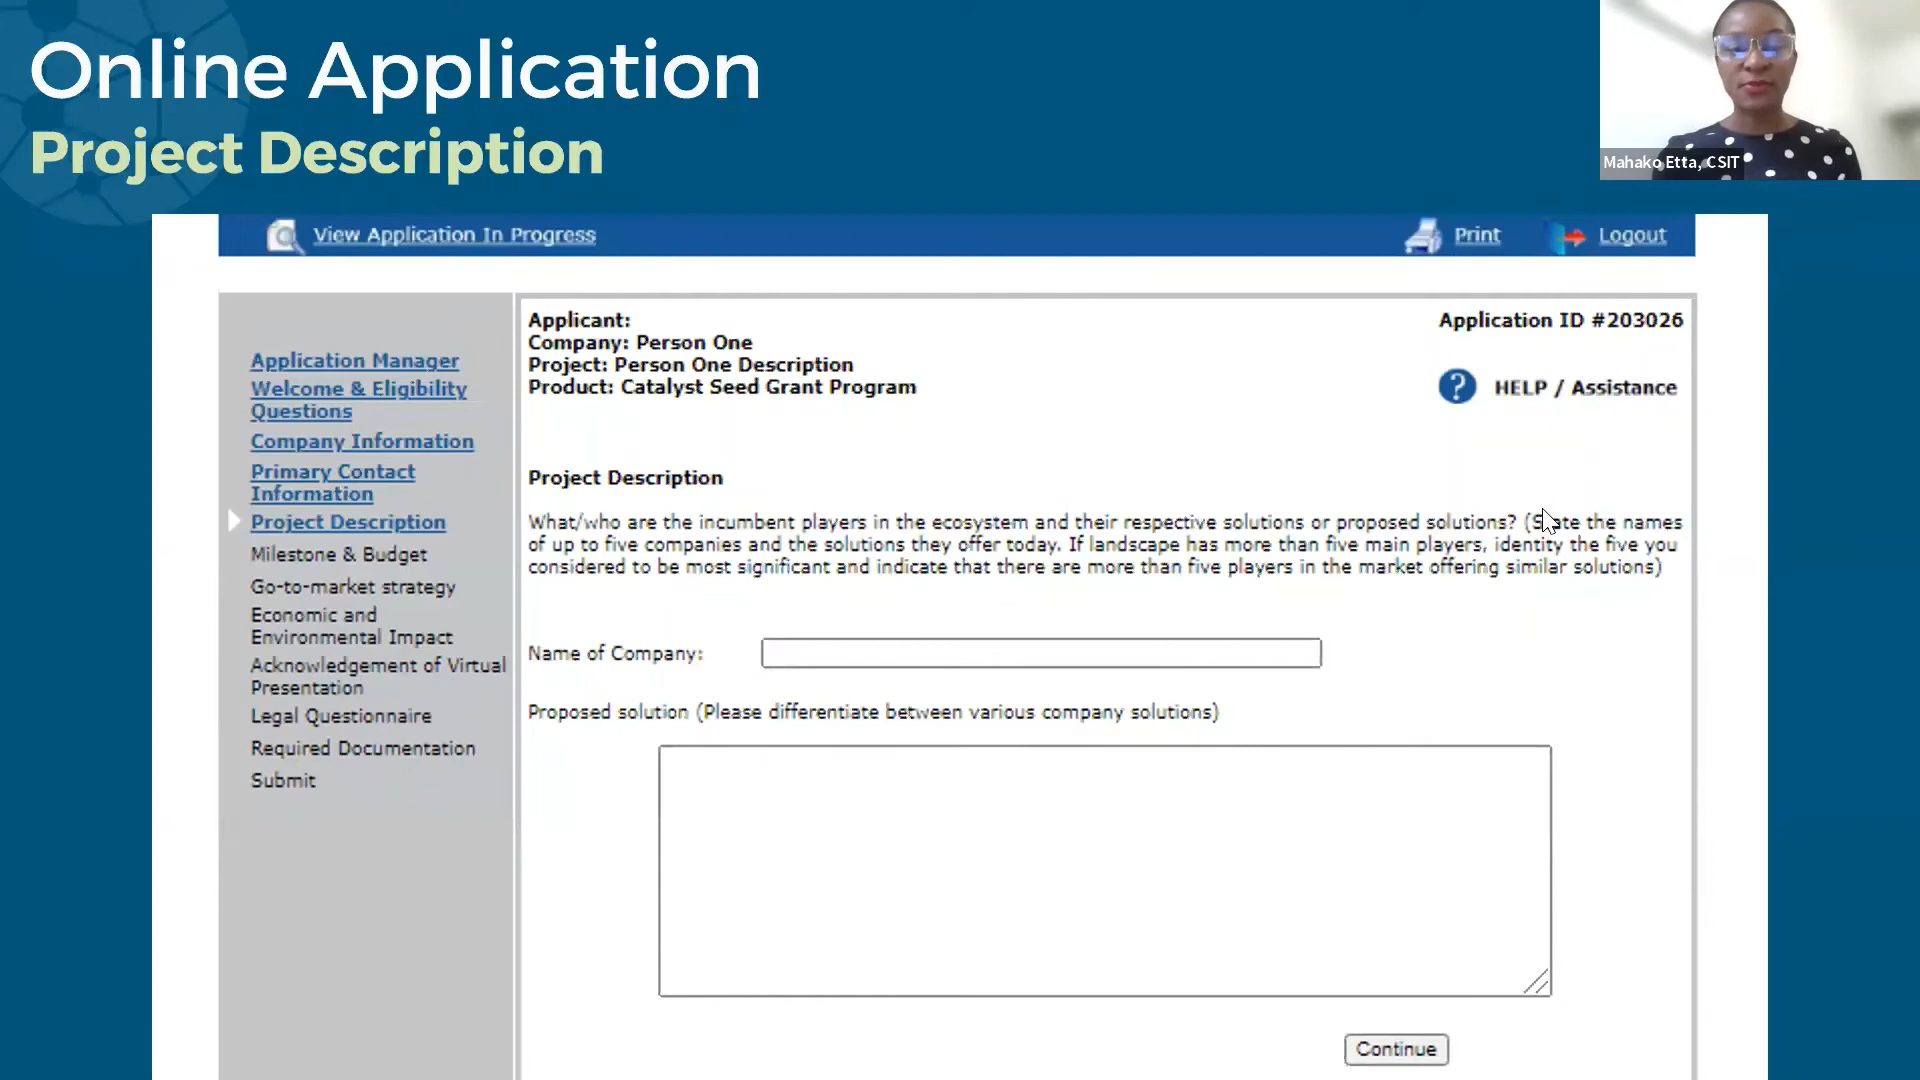 Online Application
Project Description
Mahako Etta, CSIT
View Application In Progress
Print
Logout
Application Manager
Welcome & Eligibility
Questions
Company Information
Primary Contact
Information
Project Description
Milestone & Budget
Go-to-market strategy
Economic and
Environmental Impact
Acknowledgement of Virtual
Presentation
Legal Questionnaire
Required Documentation
Submit
Applicant:
Company: Person One
Project: Person One Description
Product: Catalyst Seed Grant Program
Application ID #203026
? HELP / Assistance
Project Description
What/who are the incumbent players in the ecosystem and their respective solutions or proposed solutions? (State the names
of up to five companies and the solutions they offer today. If landscape has more than five main players, identity the five you
considered to be most significant and indicate that there are more than five players in the market offering similar solutions)
Name of Company:
Proposed solution (Please differentiate between various company solutions)
Continue